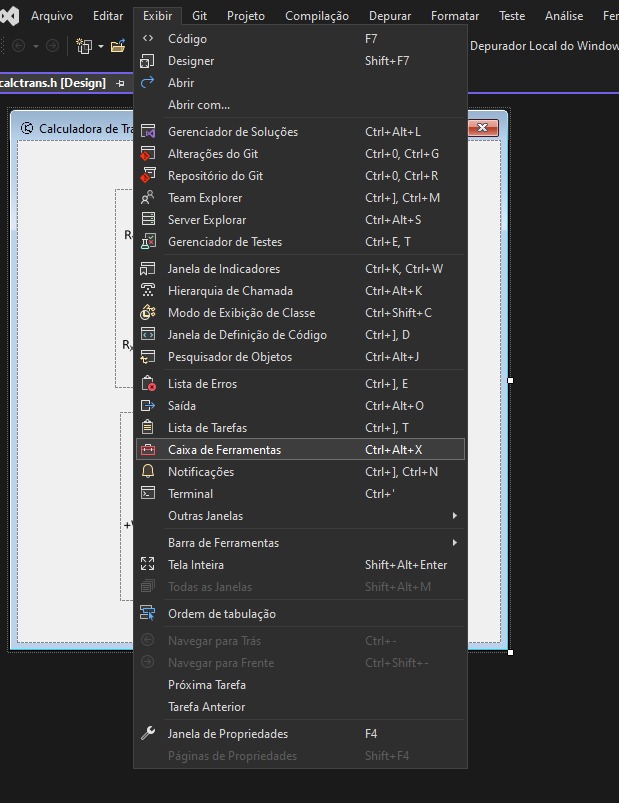 Arquivo Editar Exibir Git Projeto Compilação Depurar Formatar Teste Análise
Depurador Local do Window
calctrans.h [Design]
Calculadora de Tra
Código F7
Designer Shift+F7
Abrir
Abrir com...
Gerenciador de Soluções Ctrl+Alt+L
Alterações do Git Ctrl+0, Ctrl+G
Repositório do Git Ctrl+0, Ctrl+R
Team Explorer Ctrl+], Ctrl+M
Server Explorar Ctrl+Alt+S
Gerenciador de Testes Ctrl+E, T
Janela de Indicadores Ctrl+K, Ctrl+W
Hierarquia de Chamada Ctrl+Alt+K
Modo de Exibição de Classe Ctrl+Shift+C
Janela de Definição de Código Ctrl+], D
Pesquisador de Objetos Ctrl+Alt+J
Lista de Erros Ctrl+], E
Saída Ctrl+Alt+O
Lista de Tarefas Ctrl+], T
Caixa de Ferramentas Ctrl+Alt+X
Notificações Ctrl+], Ctrl+N
Terminal Ctrl+'
Outras Janelas
Barra de Ferramentas
Tela Inteira Shift+Alt+Enter
Todas as Janelas Shift+Alt+M
Ordem de tabulação
Navegar para Trás Ctrl+-
Navegar para Frente Ctrl+Shift+-
Próxima Tarefa
Tarefa Anterior
Janela de Propriedades F4
Páginas de Propriedades Shift+F4